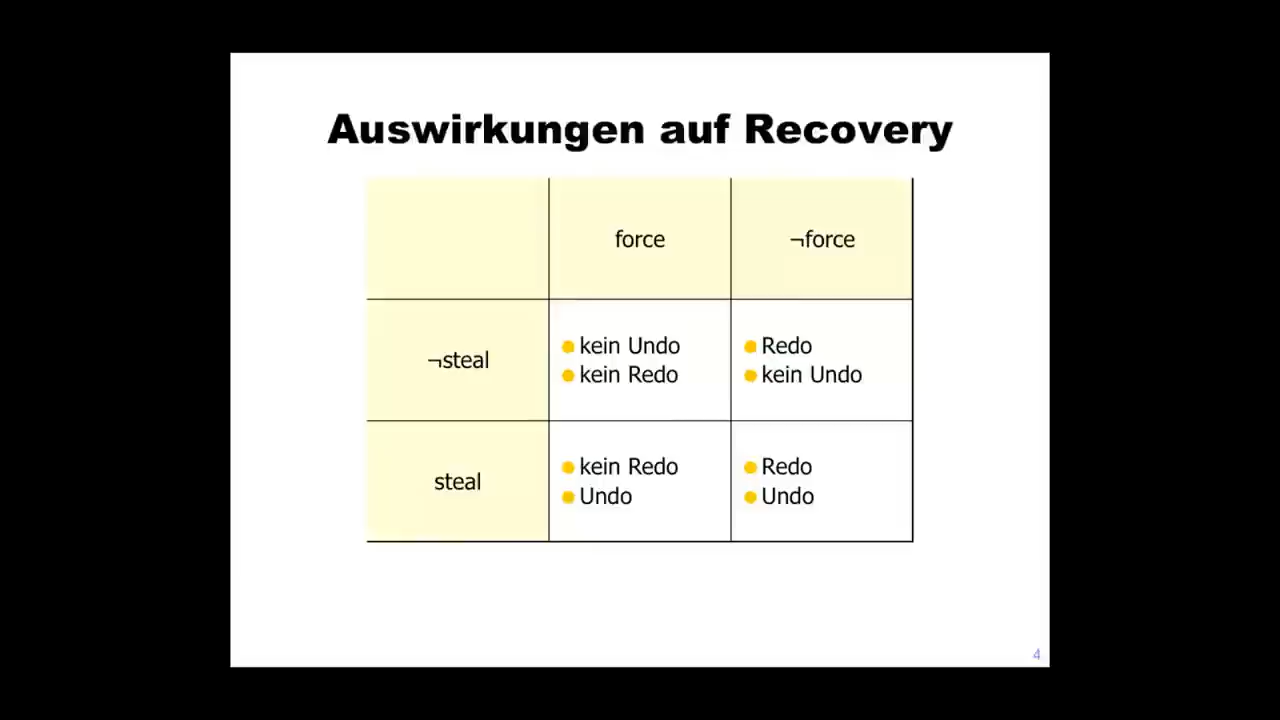 Auswirkungen auf Recovery
force
¬force
¬steal
kein Undo
kein Redo
Redo
kein Undo
steal
kein Redo
Undo
Redo
Undo
4